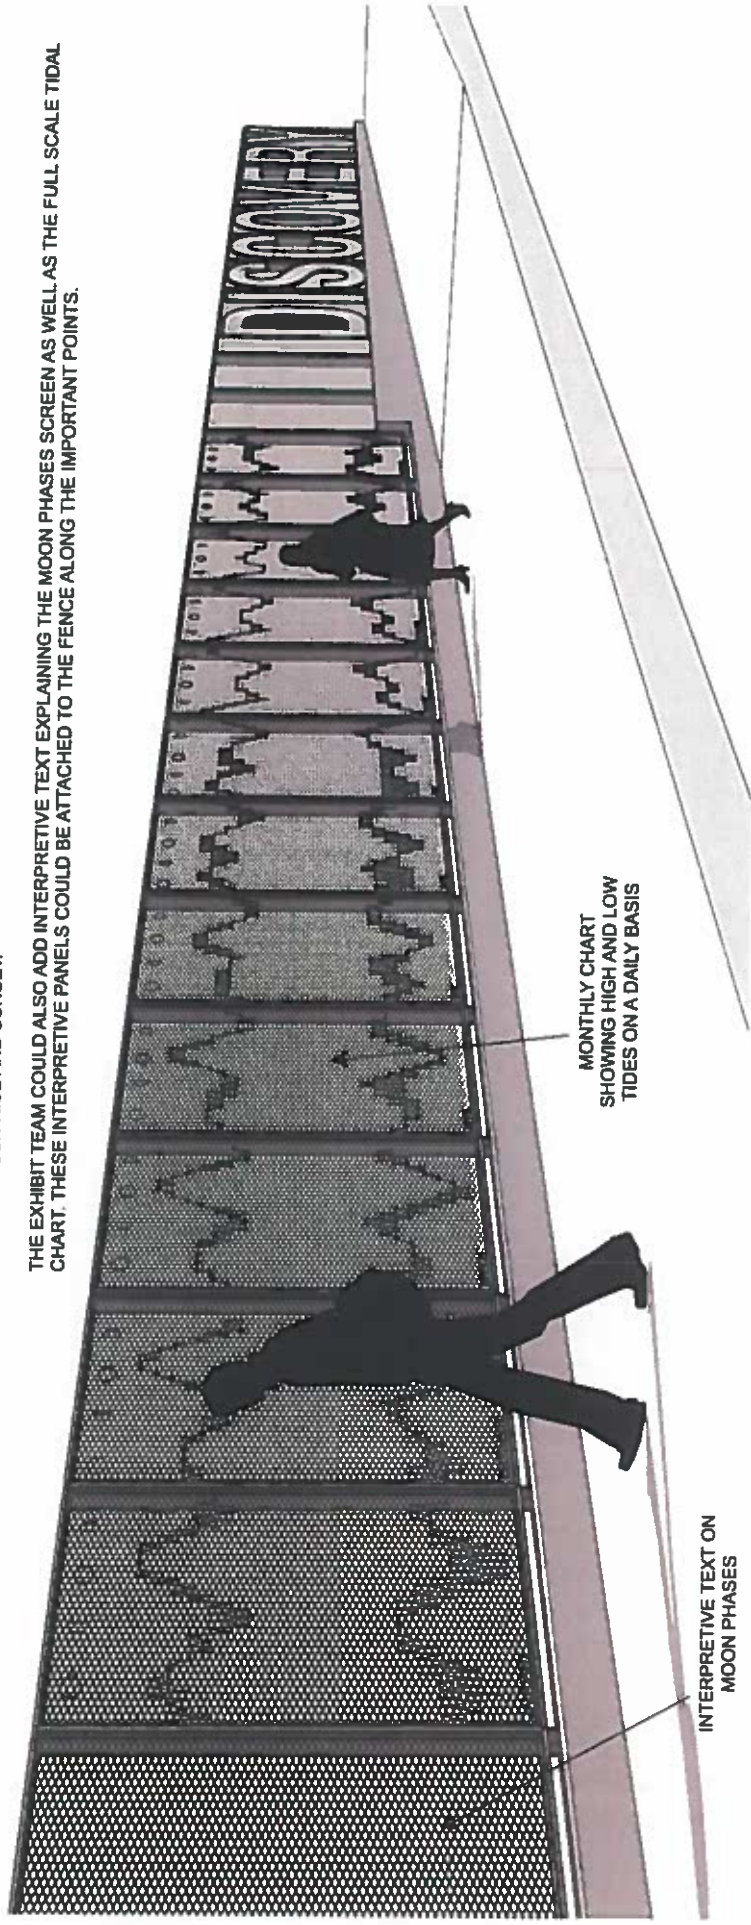 THE EXHIBIT TEAM COULD ALSO ADD INTERPRETIVE TEXT EXPLAINING THE MOON PHASES SCREEN AS WELL AS THE FULL SCALE TIDAL
CHART. THESE INTERPRETIVE PANELS COULD BE ATTACHED TO THE FENCE ALONG THE IMPORTANT POINTS.
DISCOVERY
MONTHLY CHART
SHOWING HIGH AND LOW
TIDES ON A DAILY BASIS
INTERPRETIVE TEXT ON
MOON PHASES